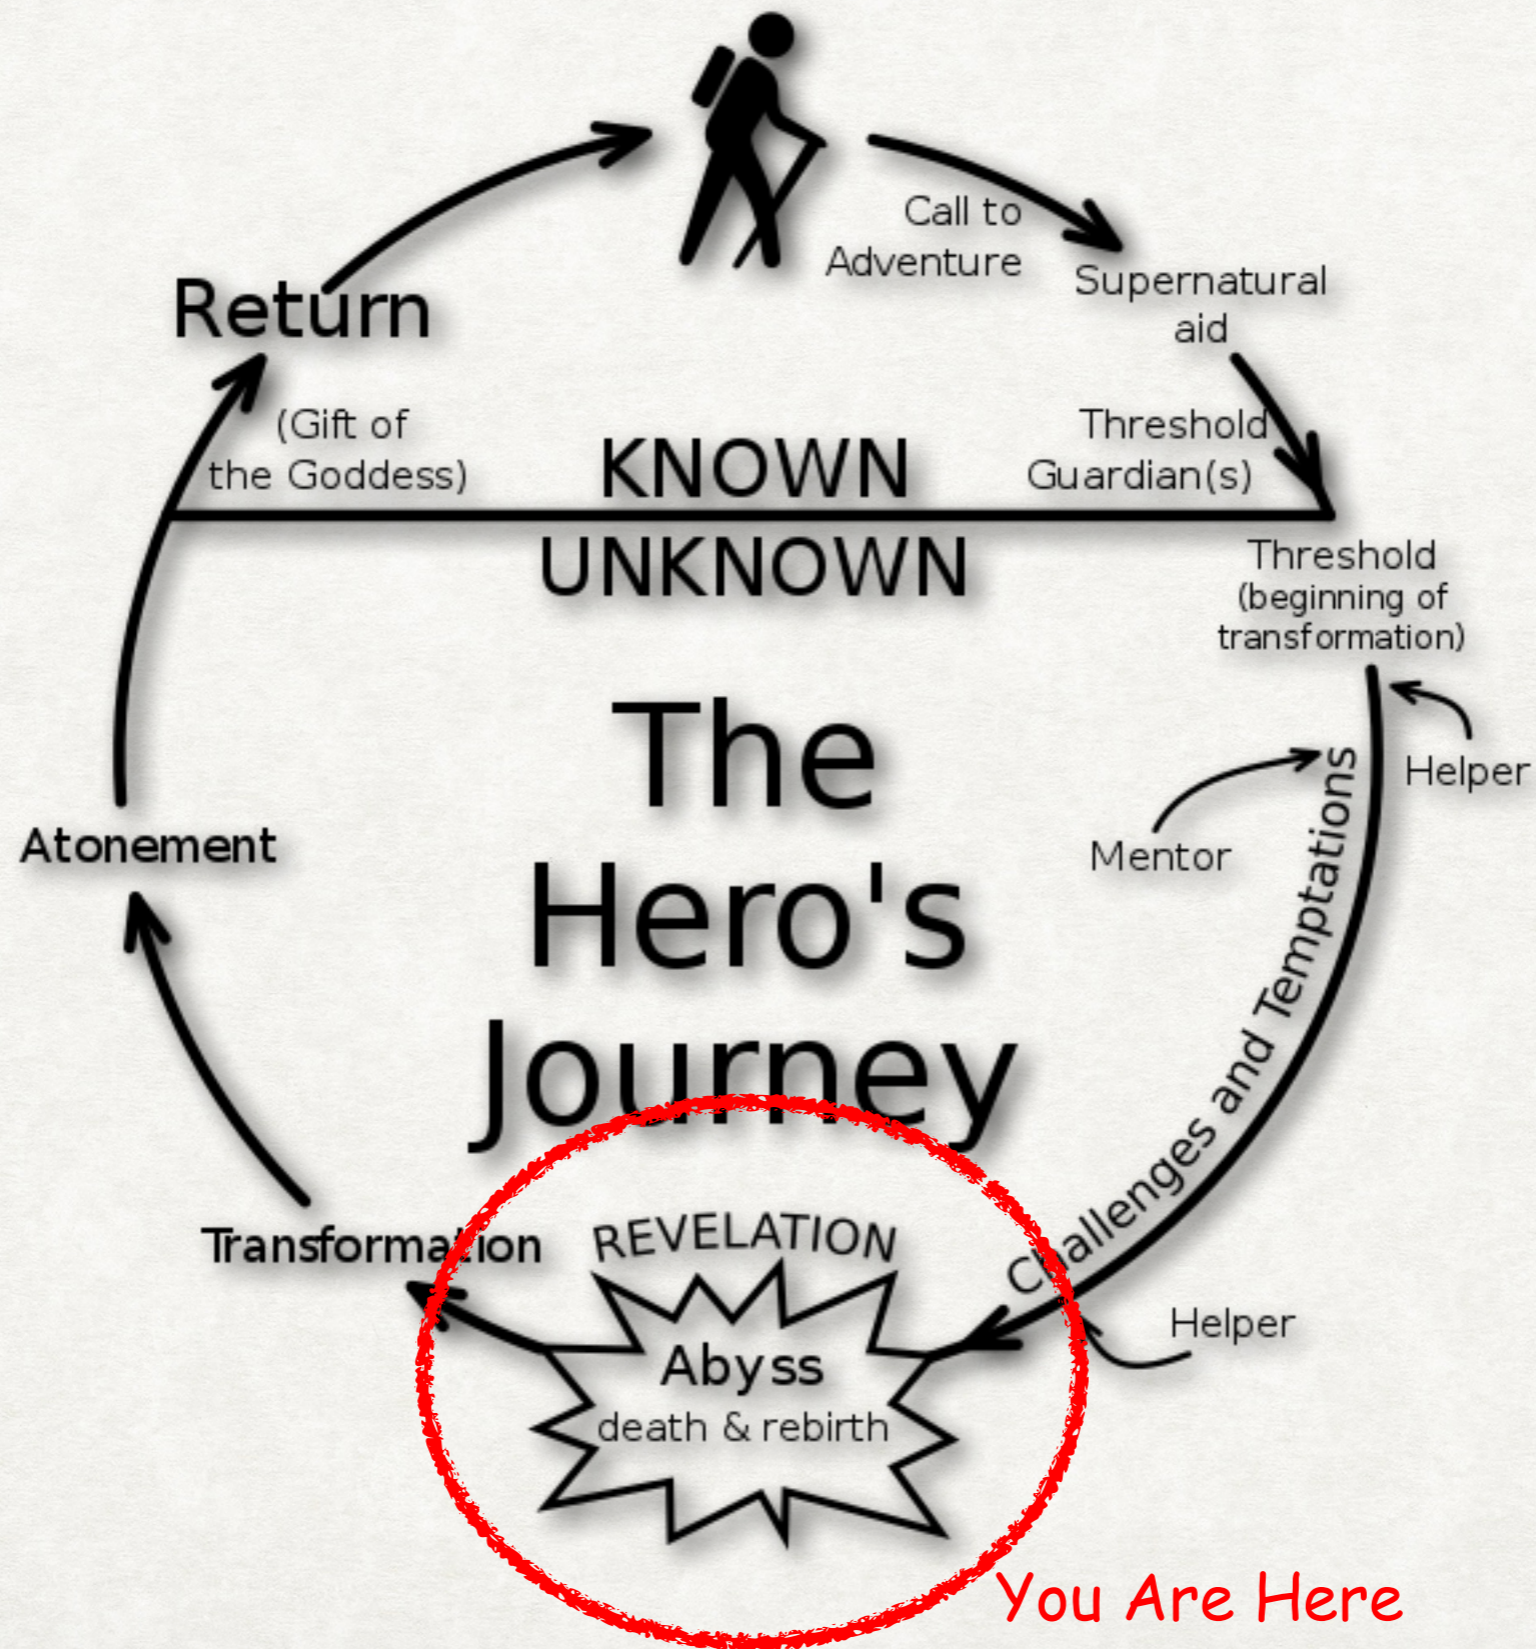 Call to
Adventure
Supernatural
aid
Return
(Gift of
the Goddess)
KNOWN
Threshold
Guardian(s)
UNKNOWN
Threshold
(beginning of
transformation)
Helper
Mentor
Challenges and Temptations
The
Hero's
Journey
Atonement
Transformation
REVELATION
Abyss
death & rebirth
Helper
You Are Here